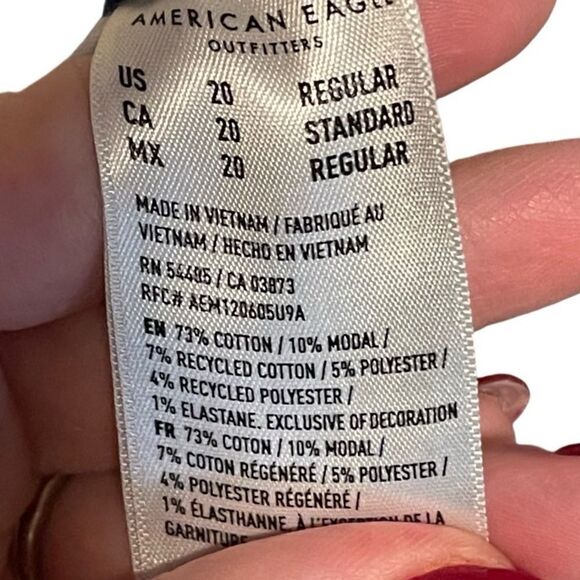 AMERICAN EAGLE
OUTFITTERS
US 20 REGULAR
CA 20 STANDARD
MX 20 REGULAR
MADE IN VIETNAM / FABRIQUÉ AU
VIETNAM / HECHO EN VIETNAM
RN 54485 / CA 03873
RFC# AEM120605U9A
EN 73% COTTON / 10% MODAL /
7% RECYCLED COTTON / 5% POLYESTER /
4% RECYCLED POLYESTER /
1% ELASTANE. EXCLUSIVE OF DECORATION
FR 73% COTON / 10% MODAL /
7% COTON RÉGÉNÉRÉ / 5% POLYESTER /
4% POLYESTER RÉGÉNÉRÉ /
1% ÉLASTHANNE. À L'EXCEPTION DE LA
GARNITURE